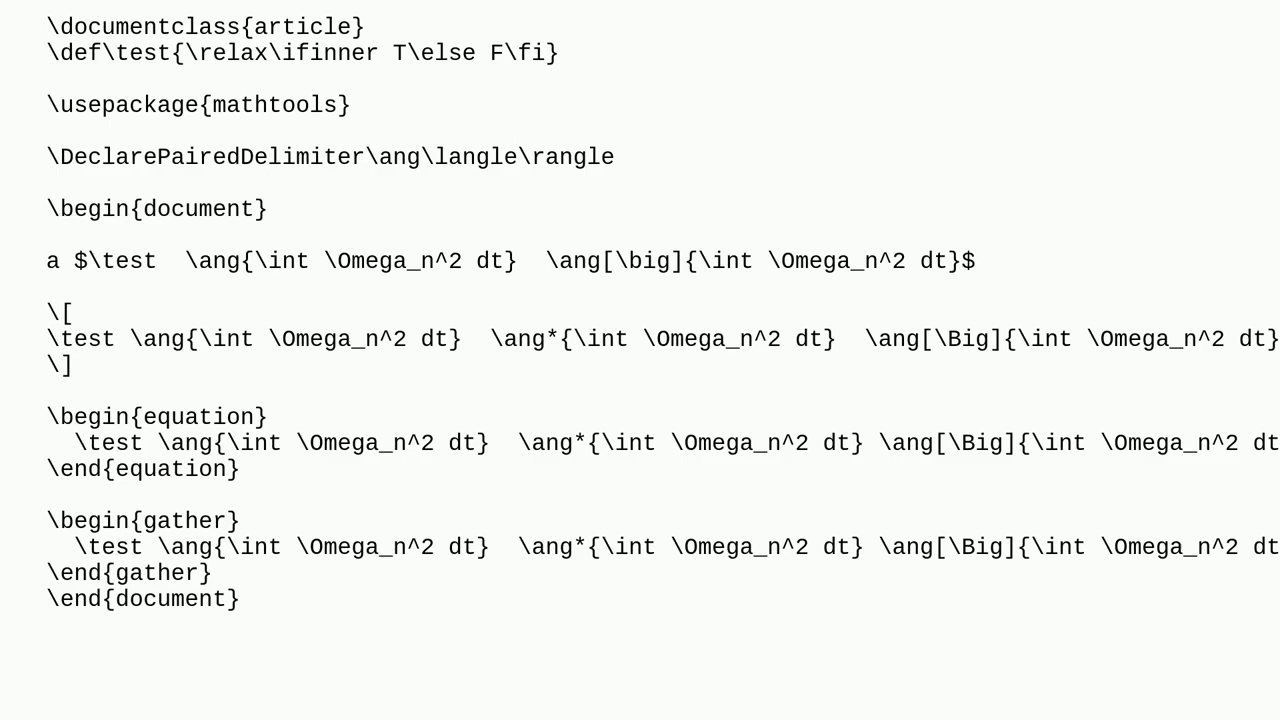 \documentclass{article}
\def\test{\relax\ifinner T\else F\fi}
\usepackage{mathtools}
\DeclarePairedDelimiter\ang\langle\rangle
\begin{document}
a $\test  \ang{\int \Omega_n^2 dt}  \ang[\big]{\int \Omega_n^2 dt}$
\[
\test \ang{\int \Omega_n^2 dt}  \ang*{\int \Omega_n^2 dt}  \ang[\Big]{\int \Omega_n^2 dt}
\]
\begin{equation}
  \test \ang{\int \Omega_n^2 dt}  \ang*{\int \Omega_n^2 dt} \ang[\Big]{\int \Omega_n^2 dt
\end{equation}
\begin{gather}
  \test \ang{\int \Omega_n^2 dt}  \ang*{\int \Omega_n^2 dt} \ang[\Big]{\int \Omega_n^2 dt
\end{gather}
\end{document}